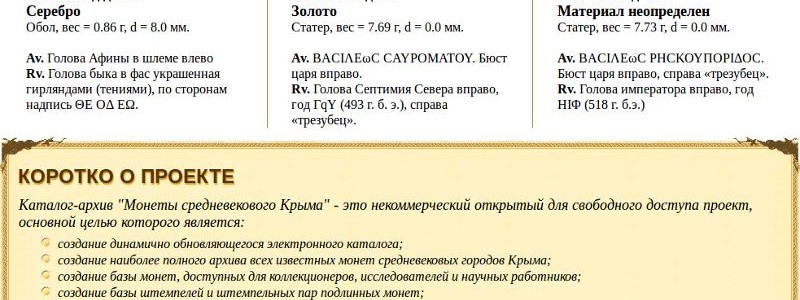 Серебро
Обол, вес = 0.86 г, d = 8.0 мм.
Av. Голова Афины в шлеме влево
Rv. Голова быка в фас украшенная
гирляндами (тениями), по сторонам
надпись ΘΕ ΟΔ ΕΩ.
Золото
Статер, вес = 7.69 г, d = 0.0 мм.
Av. ΒΑCΙΛΕωC CΑΥΡΟΜΑΤΟΥ. Бюст
царя вправо.
Rv. Голова Септимия Севера вправо,
год ΓqΥ (493 г. б. э.), справа
«трезубец».
Материал неопределен
Статер, вес = 7.73 г, d = 0.0 мм.
Av. ΒΑCΙΛΕωC ΡΗCΚΟΥΠΟΡΙΔΟC.
Бюст царя вправо, справа «трезубец».
Rv. Голова императора вправо, год
ΗΙΦ (518 г. б.э.)
КОРОТКО О ПРОЕКТЕ
Каталог-архив "Монеты средневекового Крыма" - это некоммерческий открытый для свободного доступа проект,
основной целью которого является:
создание динамично обновляющегося электронного каталога;
создание наиболее полного архива всех известных монет средневековых городов Крыма;
создание базы монет, доступных для коллекционеров, исследователей и научных работников;
создание базы штемпелей и штемпельных пар подлинных монет;